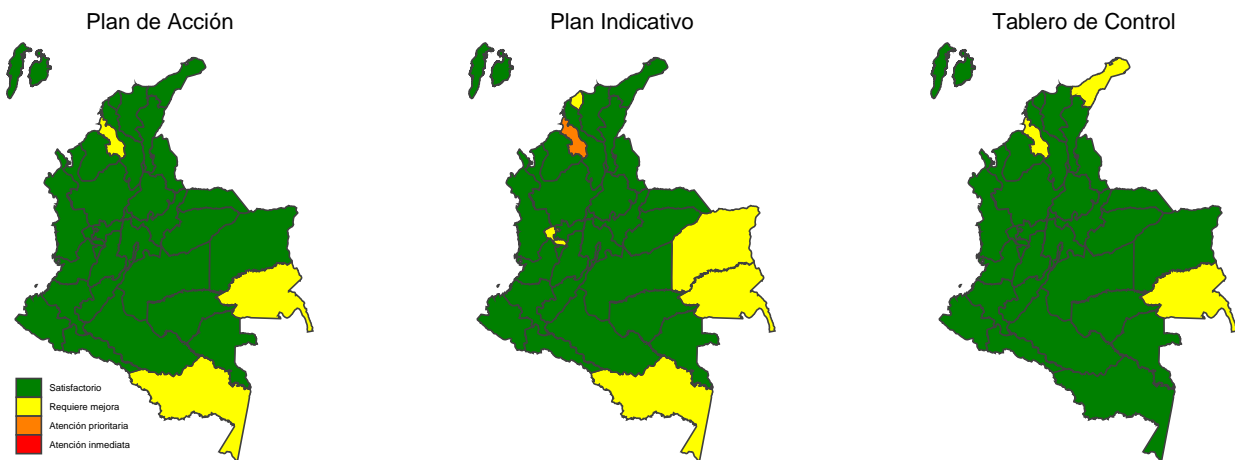 Plan de Acción
Plan Indicativo
Tablero de Control
Satisfactorio
Requiere mejora
Atención prioritaria
Atención inmediata